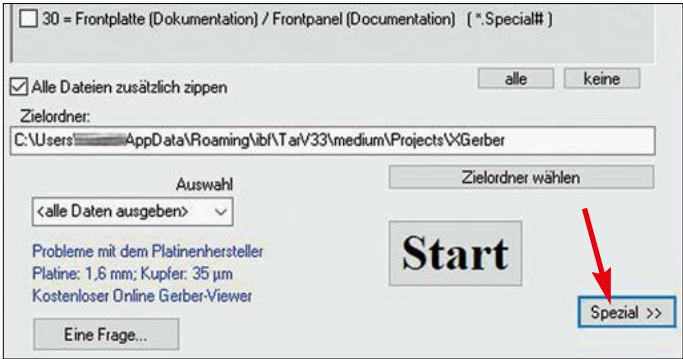 30 = Frontplatte (Dokumentation) / Frontpanel (Documentation) ( *.Special# )
alle keine
Alle Dateien zusätzlich zippen
Zielordner:
C:\Users\ AppData\Roaming\ibf\TarV33\medium\Projects\XGerber
Auswahl
Zielordner wählen
<alle Daten ausgeben>
Start
Probleme mit dem Platinenhersteller
Platine: 1,6 mm; Kupfer: 35 µm
Kostenloser Online Gerber-Viewer
Spezial >>
Eine Frage...